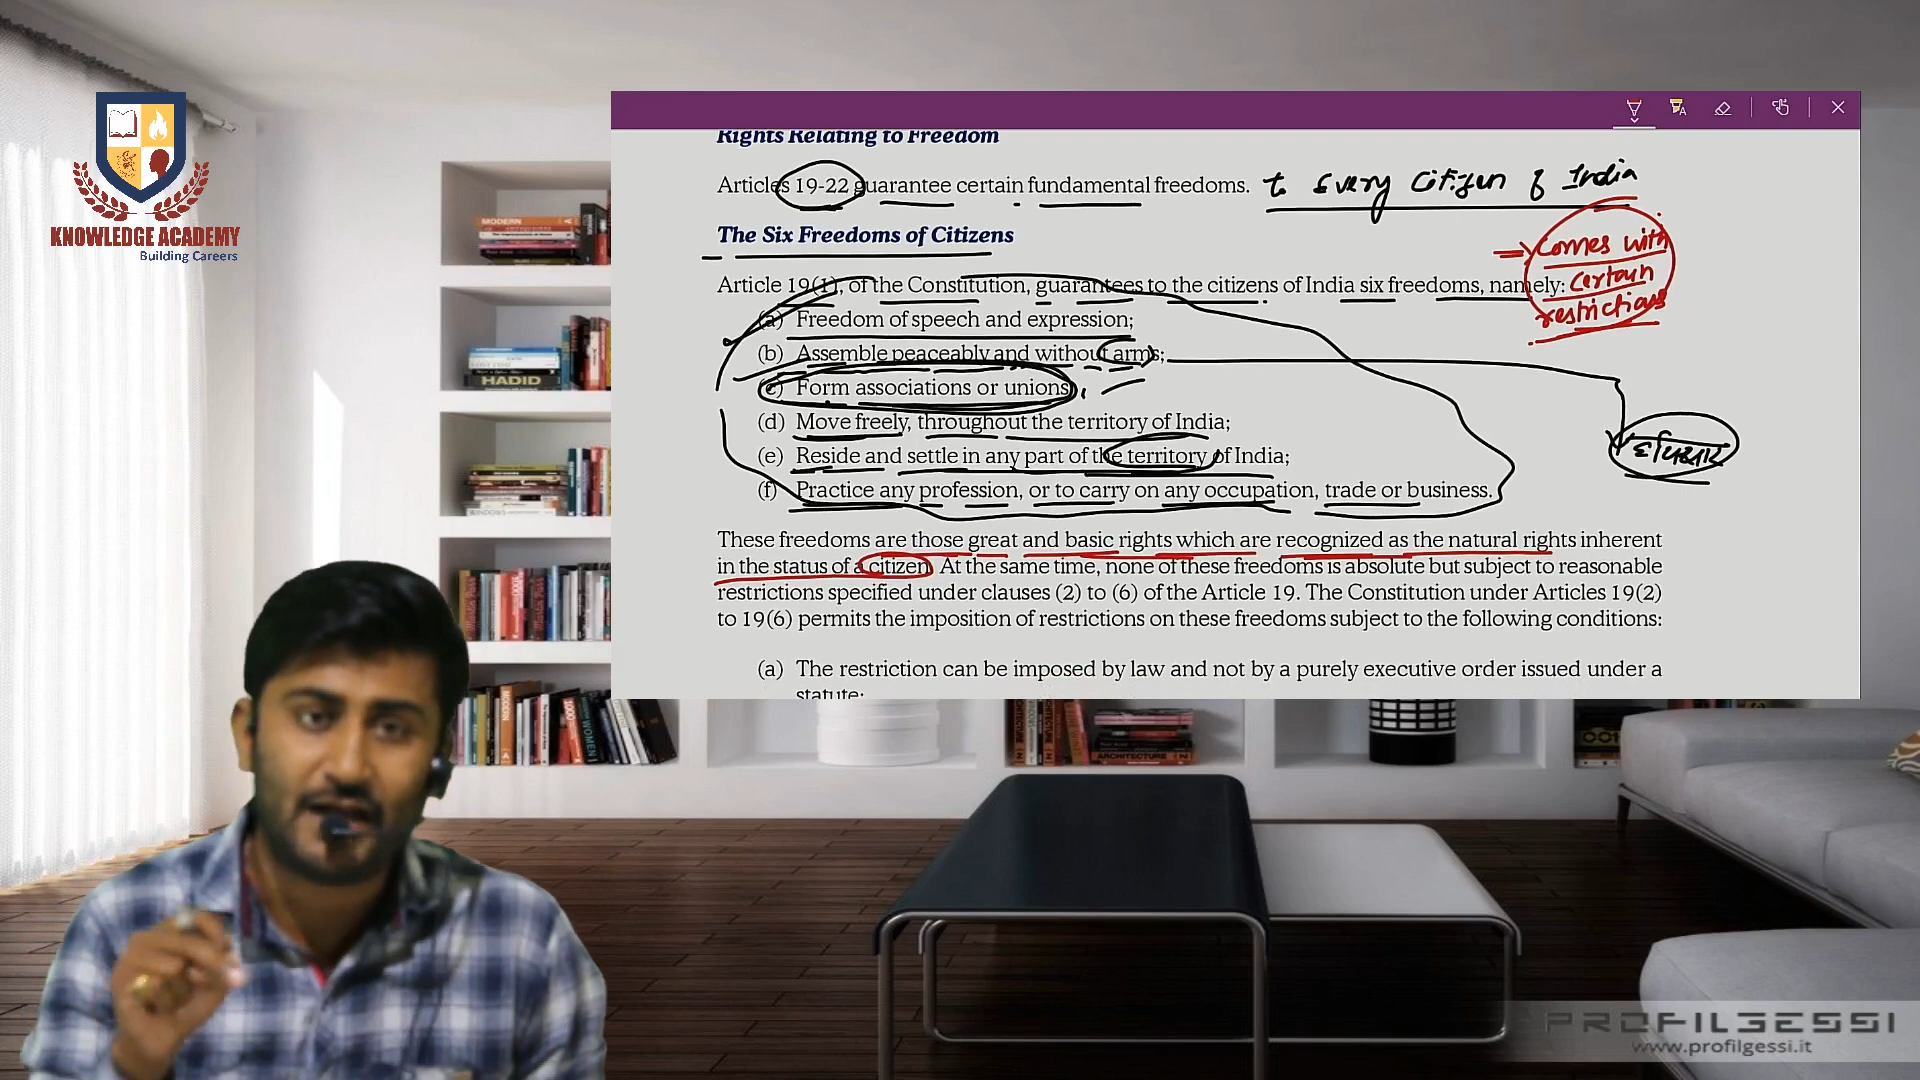 KNOWLEDGE ACADEMY
Building Careers
Rights Relating to Freedom
Articles 19-22 guarantee certain fundamental freedoms. to Every Citizen of India
The Six Freedoms of Citizens
Comes with
certain
restrictions
Article 19(1), of the Constitution, guarantees to the citizens of India six freedoms, namely:
(a) Freedom of speech and expression;
(b) Assemble peaceably and without arms;
(c) Form associations or unions
(d) Move freely, throughout the territory of India;
(e) Reside and settle in any part of the territory of India;
हथियार
(f) Practice any profession, or to carry on any occupation, trade or business.
These freedoms are those great and basic rights which are recognized as the natural rights inherent
in the status of a citizen. At the same time, none of these freedoms is absolute but subject to reasonable
restrictions specified under clauses (2) to (6) of the Article 19. The Constitution under Articles 19(2)
to 19(6) permits the imposition of restrictions on these freedoms subject to the following conditions:
(a) The restriction can be imposed by law and not by a purely executive order issued under a
statute;
MODERN
HADID
WOMEN
ARCHITECTURE
PROFILGESSI
www.profilgessi.it